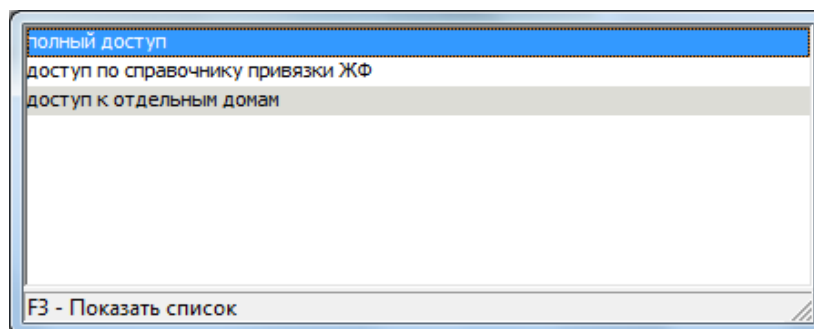 полный доступ
доступ по справочнику привязки ЖФ
доступ к отдельным домам
F3 - Показать список